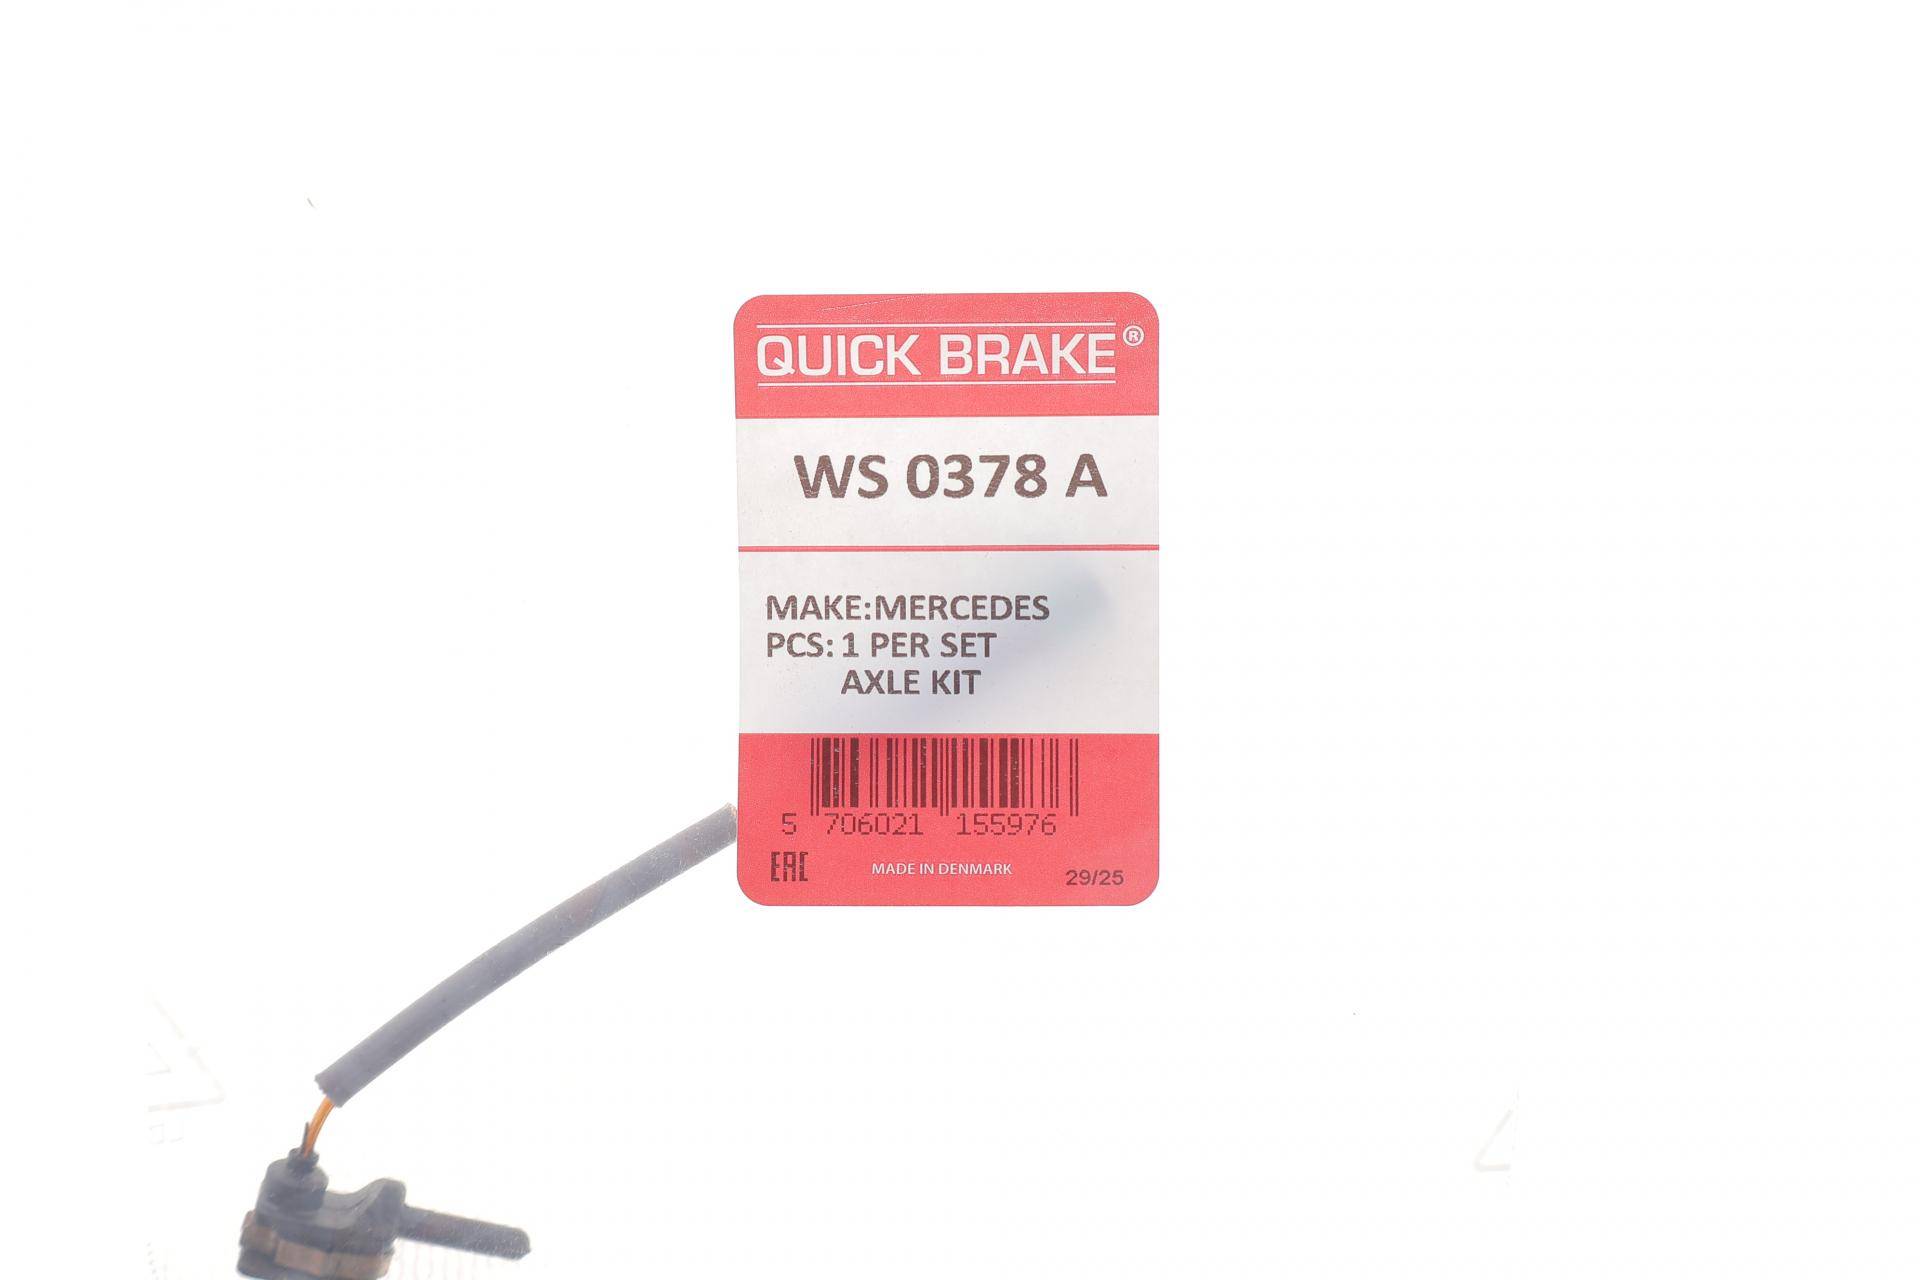 QUICK BRAKE®
WS 0378 A
MAKE:MERCEDES
PCS: 1 PER SET
AXLE KIT
5 706021 155976
EAC
MADE IN DENMARK
29/25